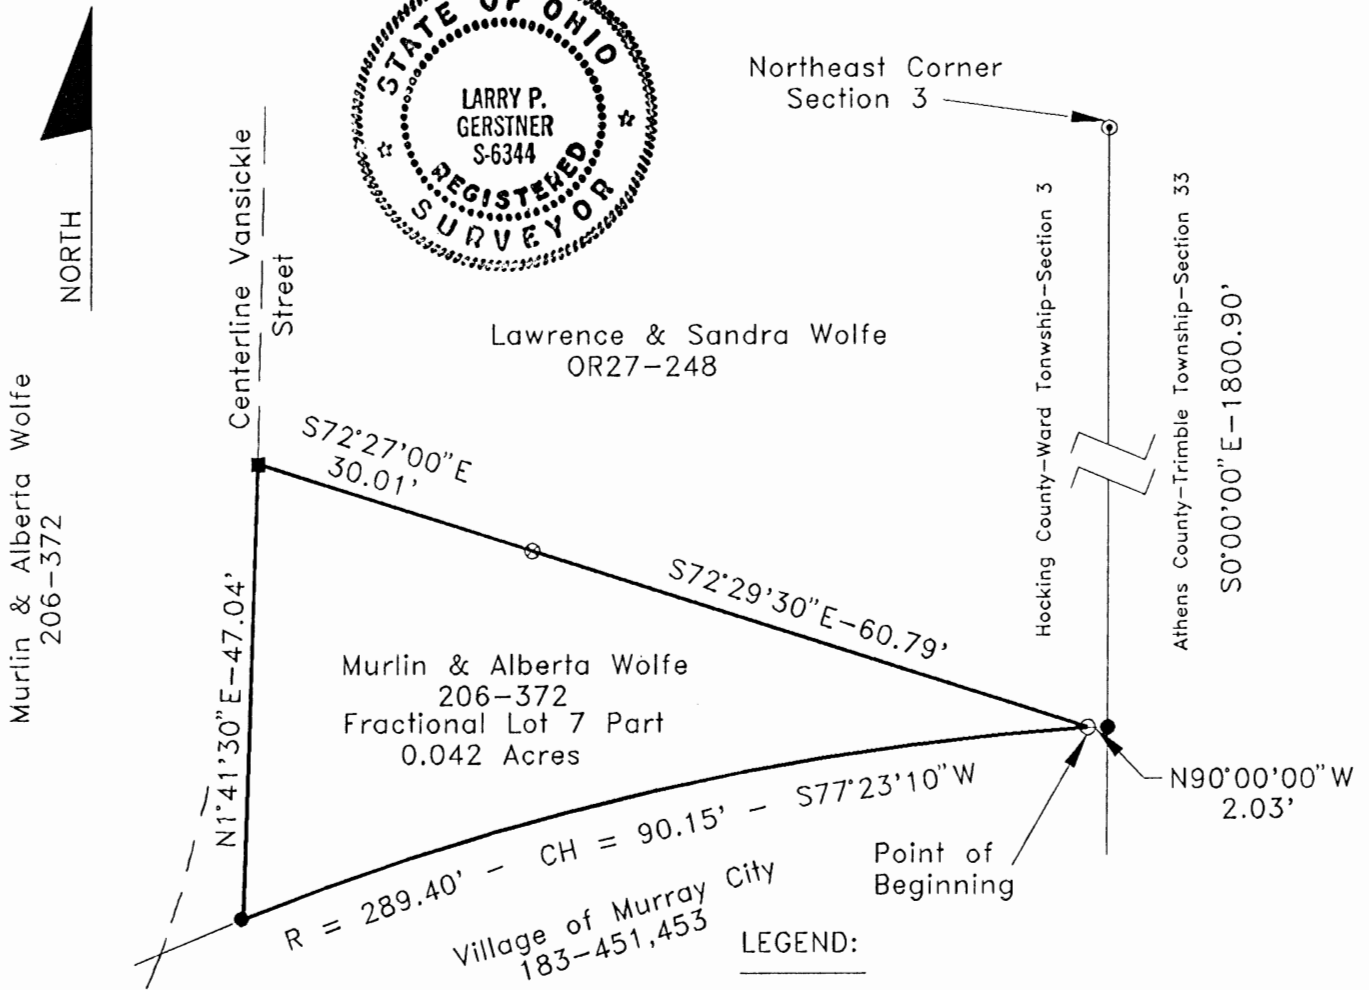 STATE OF OHIO
LARRY P.
GERSTNER
S-6344
REGISTERED
SURVEYOR
NORTH
Centerline Vansickle
Street
Northeast Corner
Section 3
Lawrence & Sandra Wolfe
OR27-248
Hocking County-Ward Tonwship-Section 3
Athens County-Trimble Township-Section 33
S0°00'00"E-1800.90'
Murlin & Alberta Wolfe
206-372
S72°27'00"E
30.01'
S72°29'30"E-60.79'
N1°41'30"E-47.04'
Murlin & Alberta Wolfe
206-372
Fractional Lot 7 Part
0.042 Acres
N90°00'00"W
2.03'
R = 289.40' - CH = 90.15' - S77°23'10"W
Point of
Beginning
Village of Murray City
183-451,453
LEGEND: